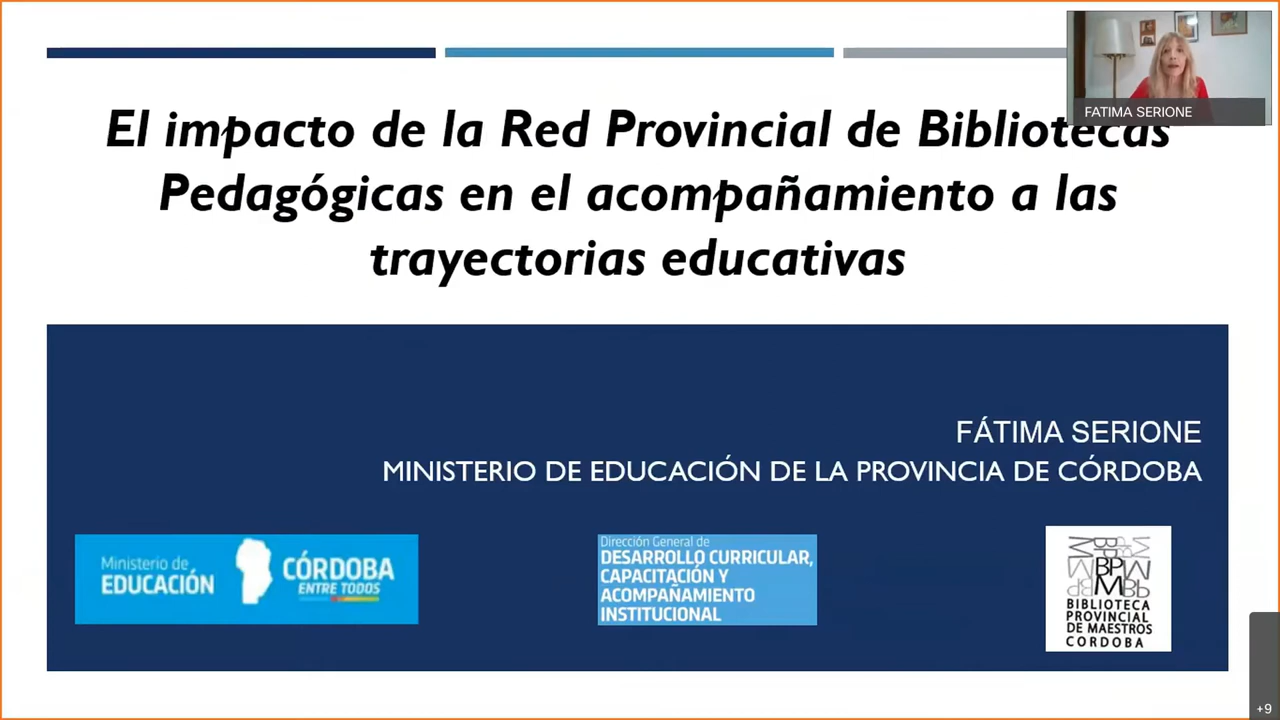 FATIMA SERIONE
El impacto de la Red Provincial de Bibliotecas
Pedagógicas en el acompañamiento a las
trayectorias educativas
FÁTIMA SERIONE
MINISTERIO DE EDUCACIÓN DE LA PROVINCIA DE CÓRDOBA
Ministerio de
EDUCACIÓN
CÓRDOBA
ENTRE TODOS
Dirección General de
DESARROLLO CURRICULAR,
CAPACITACIÓN Y
ACOMPAÑAMIENTO
INSTITUCIONAL
BP
M
BIBLIOTECA
PROVINCIAL
DE MAESTROS
CORDOBA
+9